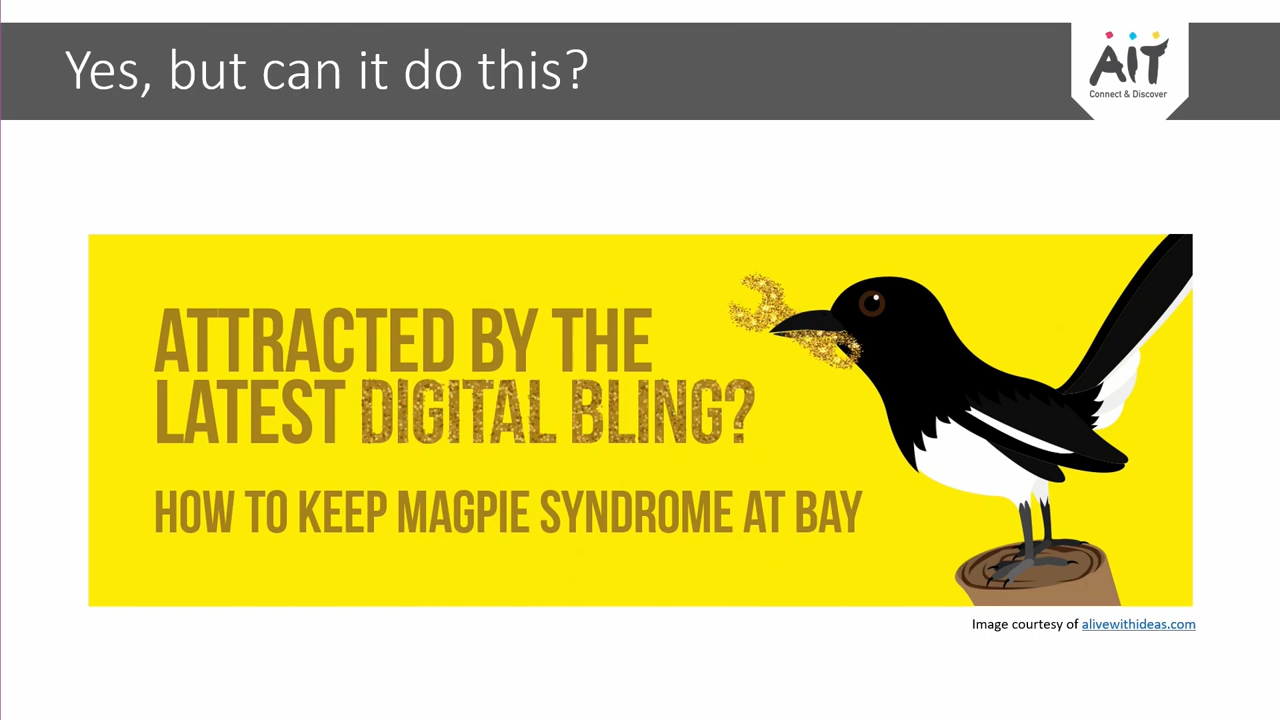 Yes, but can it do this?
AIT
Connect & Discover
ATTRACTED BY THE
LATEST DIGITAL BLING?
HOW TO KEEP MAGPIE SYNDROME AT BAY
Image courtesy of alivewithideas.com